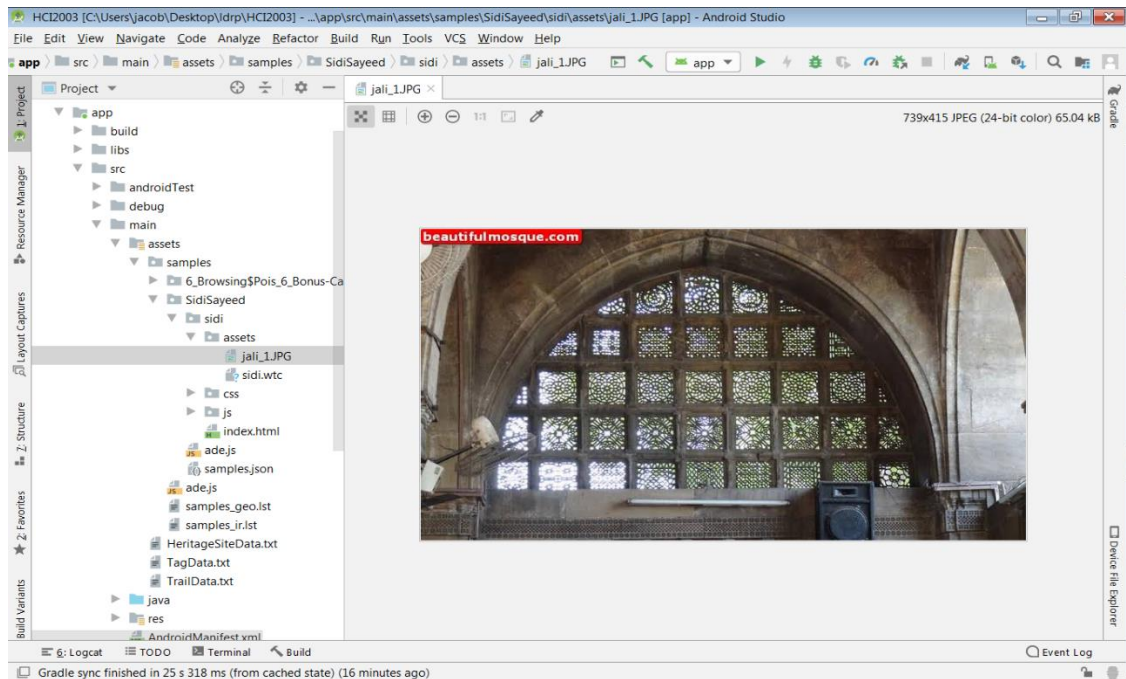 HCI2003 [C:\Users\jacob\Desktop\ldrp\HCI2003] - ...\app\src\main\assets\samples\SidiSayeed\sidi\assets\jali_1.JPG [app] - Android Studio
File Edit View Navigate Code Analyze Refactor Build Run Tools VCS Window Help
app src main assets samples SidiSayeed sidi assets jali_1.JPG app
1: Project
Resource Manager
Layout Captures
7: Structure
2: Favorites
Build Variants
Project
app
build
libs
src
androidTest
debug
main
assets
samples
6_Browsing$Pois_6_Bonus-Ca
SidiSayeed
sidi
assets
jali_1.JPG
sidi.wtc
css
js
index.html
ade.js
samples.json
ade.js
samples_geo.lst
samples_ir.lst
HeritageSiteData.txt
TagData.txt
TrailData.txt
java
res
AndroidManifest.xml
jali_1.JPG
1:1
739x415 JPEG (24-bit color) 65.04 kB
beautifulmosque.com
Gradle
Device File Explorer
6: Logcat TODO Terminal Build Event Log
Gradle sync finished in 25 s 318 ms (from cached state) (16 minutes ago)